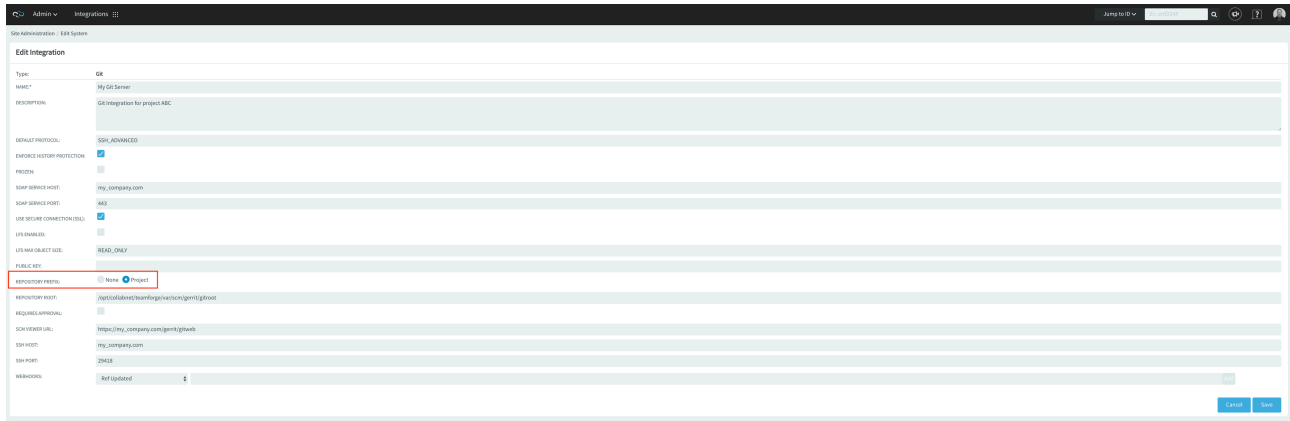 Admin Integrations Jump to ID
Site Administration / Edit System
Edit Integration
Type: Git
NAME:* My Git Server
DESCRIPTION: Git Integration for project ABC
DEFAULT PROTOCOL: SSH_ADVANCED
ENFORCE HISTORY PROTECTION:
FROZEN:
SOAP SERVICE HOST: my_company.com
SOAP SERVICE PORT: 443
USE SECURE CONNECTION (SSL):
LFS ENABLED:
LFS MAX OBJECT SIZE: READ_ONLY
PUBLIC KEY:
REPOSITORY PREFIX: None Project
REPOSITORY ROOT: /opt/collabnet/teamforge/var/scm/gerrit/gitroot
REQUIRES APPROVAL:
SCM VIEWER URL: https://my_company.com/gerrit/gitweb
SSH HOST: my_company.com
SSH PORT: 29418
WEBHOOKS: Ref Updated
Cancel Save